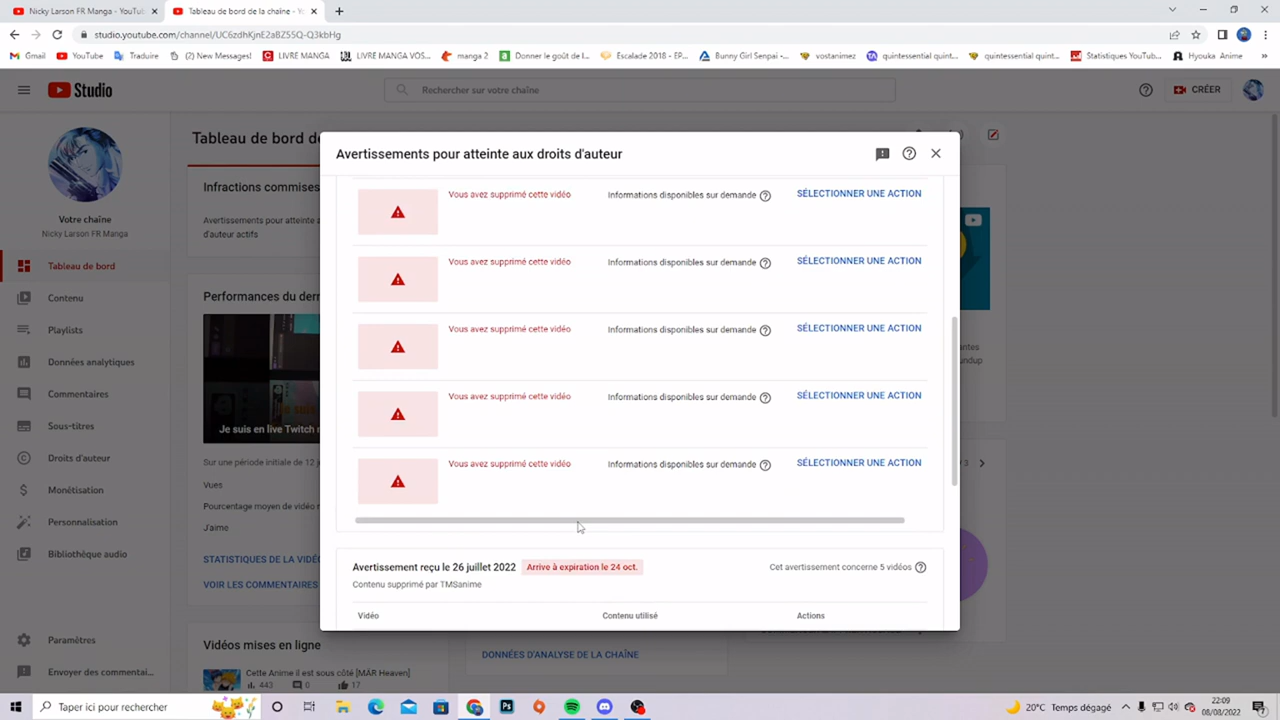 Nicky Larson FR Manga - YouTube
Tableau de bord de la chaîne - Y
studio.youtube.com/channel/UC6zdhKjnE2aBZ55Q-Q3kbHg
Gmail
YouTube
Traduire
(2) New Messages!
LIVRE MANGA
LIVRE MANGA VOS...
manga 2
Donner le goût de l...
Escalade 2018 - EP...
Bunny Girl Senpai -...
vostanimez
quintessential quint...
quintessential quint...
Statistiques YouTub...
Hyouka Anime
Studio
Rechercher sur votre chaîne
CRÉER
Tableau de bord de
Avertissements pour atteinte aux droits d'auteur
Votre chaîne
Nicky Larson FR Manga
Tableau de bord
Contenu
Playlists
Données analytiques
Commentaires
Sous-titres
Droits d'auteur
Monétisation
Personnalisation
Bibliothèque audio
Paramètres
Envoyer des commentai...
Infractions commises
Avertissements pour atteinte a
d'auteur actifs
Performances du derr
Je suis en live Twitch r
Sur une période initiale de 12 j
Vues
Pourcentage moyen de vidéo
J'aime
STATISTIQUES DE LA VIDÉO
VOIR LES COMMENTAIRES
Vidéos mises en ligne
Cette Anime il est sous côté [MÄR Heaven]
443
0
17
Vous avez supprimé cette vidéo
Informations disponibles sur demande
SÉLECTIONNER UNE ACTION
Vous avez supprimé cette vidéo
Informations disponibles sur demande
SÉLECTIONNER UNE ACTION
Vous avez supprimé cette vidéo
Informations disponibles sur demande
SÉLECTIONNER UNE ACTION
Vous avez supprimé cette vidéo
Informations disponibles sur demande
SÉLECTIONNER UNE ACTION
Vous avez supprimé cette vidéo
Informations disponibles sur demande
SÉLECTIONNER UNE ACTION
Avertissement reçu le 26 juillet 2022
Arrive à expiration le 24 oct.
Cet avertissement concerne 5 vidéos
Contenu supprimé par TMSanime
Vidéo
Contenu utilisé
Actions
DONNÉES D'ANALYSE DE LA CHAÎNE
antes
undup
/ 3
Taper ici pour rechercher
20°C Temps dégagé
22:09
08/08/2022